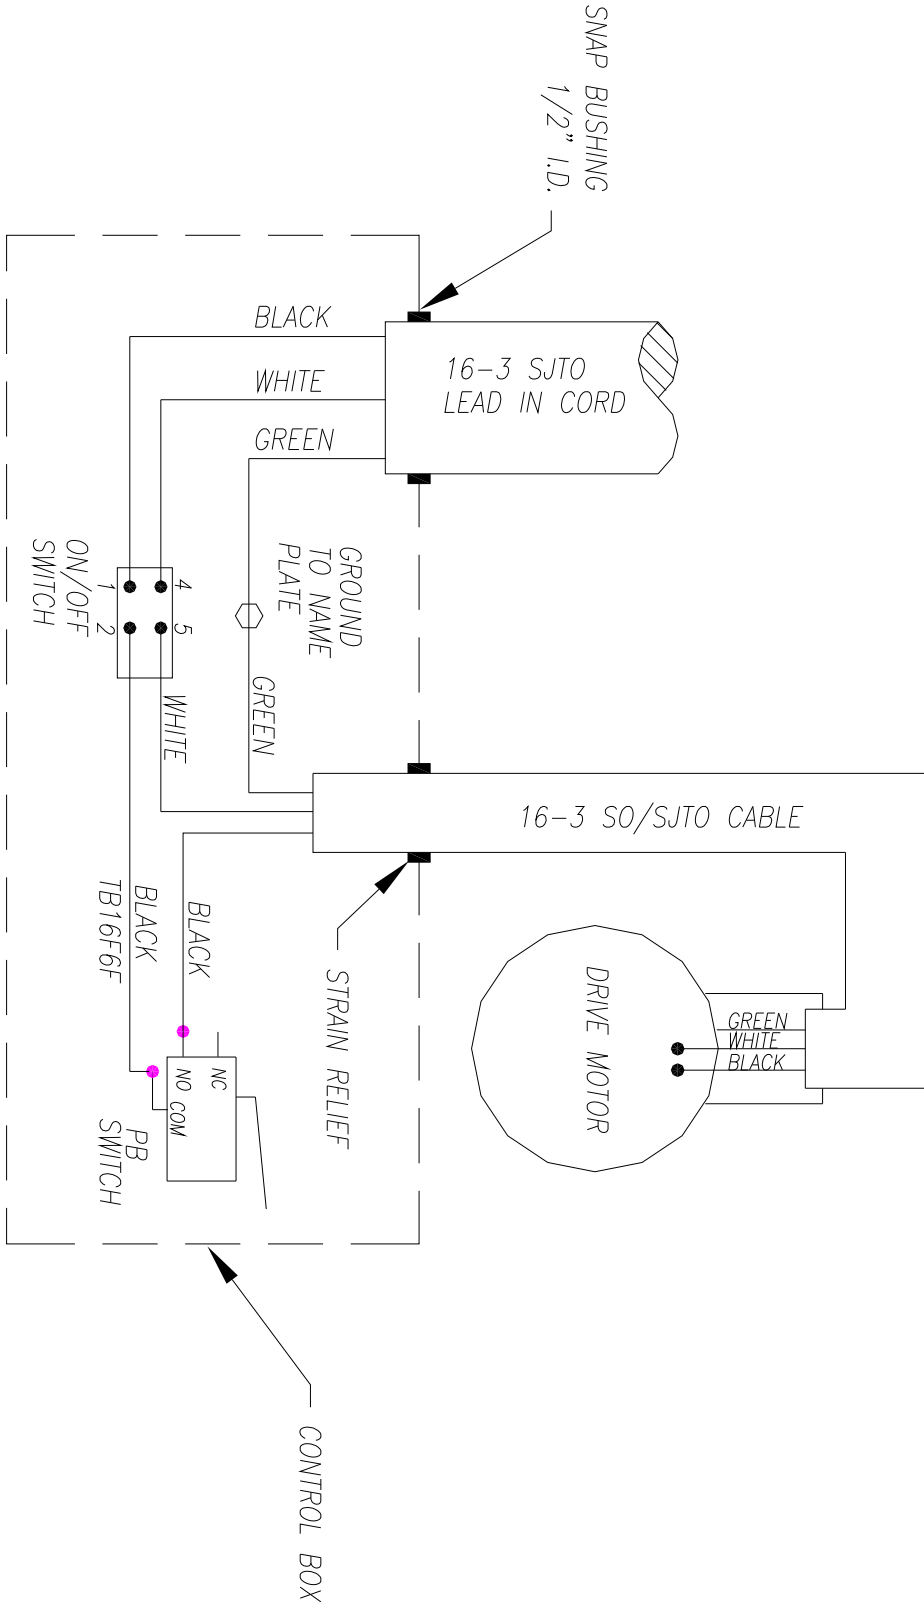 SNAP BUSHING
1/2" I.D.
BLACK
WHITE
GREEN
16-3 SJTO
LEAD IN CORD
GROUND
TO NAME
PLATE
ON/OFF
SWITCH
4
1
5
2
GREEN
WHITE
16-3 SO/SJTO CABLE
BLACK
TB16F6F
BLACK
STRAIN RELIEF
DRIVE MOTOR
GREEN
WHITE
BLACK
NC
NO
COM
PB
SWITCH
CONTROL BOX